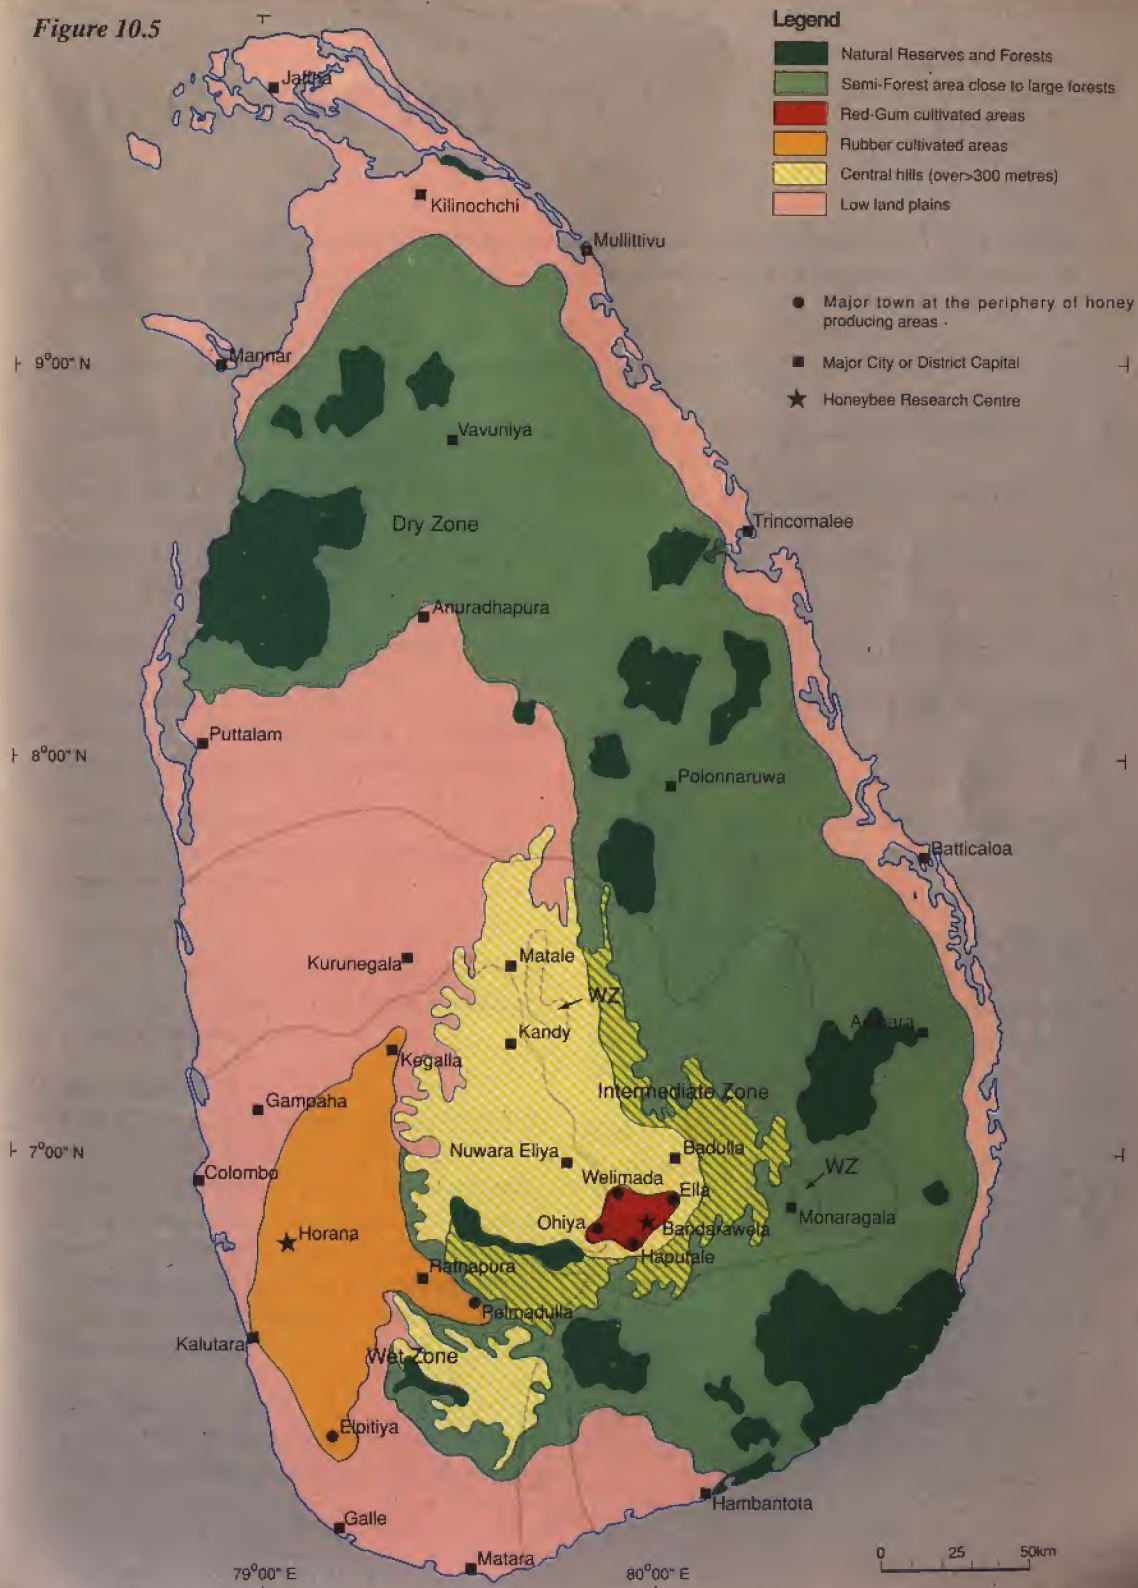 Figure 10.5
Legend
Natural Reserves and Forests
Semi-Forest area close to large forests
Red-Gum cultivated areas
Rubber cultivated areas
Central hills (over>300 metres)
Low land plains
Major town at the periphery of honey
producing areas
Major City or District Capital
Honeybee Research Centre
Jaffna
Kilinochchi
Mullittivu
Mannar
9°00" N
Vavuniya
Dry Zone
Trincomalee
Anuradhapura
Puttalam
8°00" N
Polonnaruwa
Batticaloa
Kurunegala
Matale
WZ
Kandy
Ampara
Kegalla
Intermediate Zone
Gampaha
7°00" N
Nuwara Eliya
Badulla
Colombo
Welimada
WZ
Ella
Monaragala
Ohiya
Bandarawela
Horana
Haputale
Ratnapura
Pelmadulla
Kalutara
Wet Zone
Elpitiya
Hambantota
Galle
Matara
0 25 50km
79°00" E
80°00" E